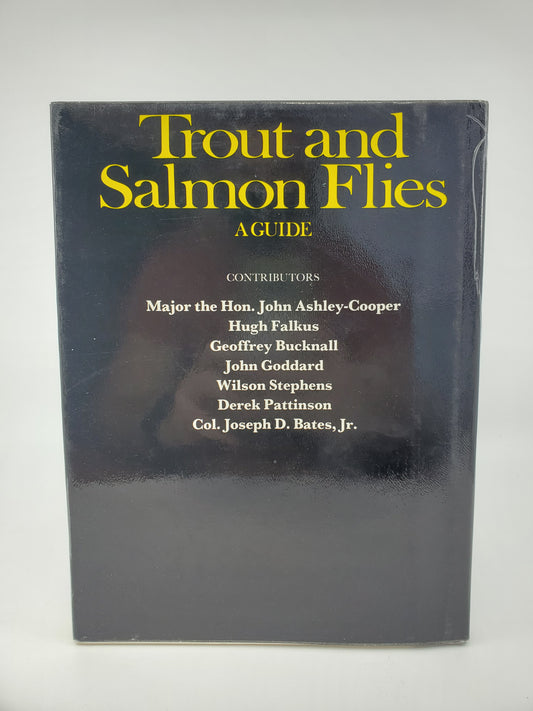 Trout and
Salmon Flies
A GUIDE
CONTRIBUTORS
Major the Hon. John Ashley-Cooper
Hugh Falkus
Geoffrey Bucknall
John Goddard
Wilson Stephens
Derek Pattinson
Col. Joseph D. Bates, Jr.